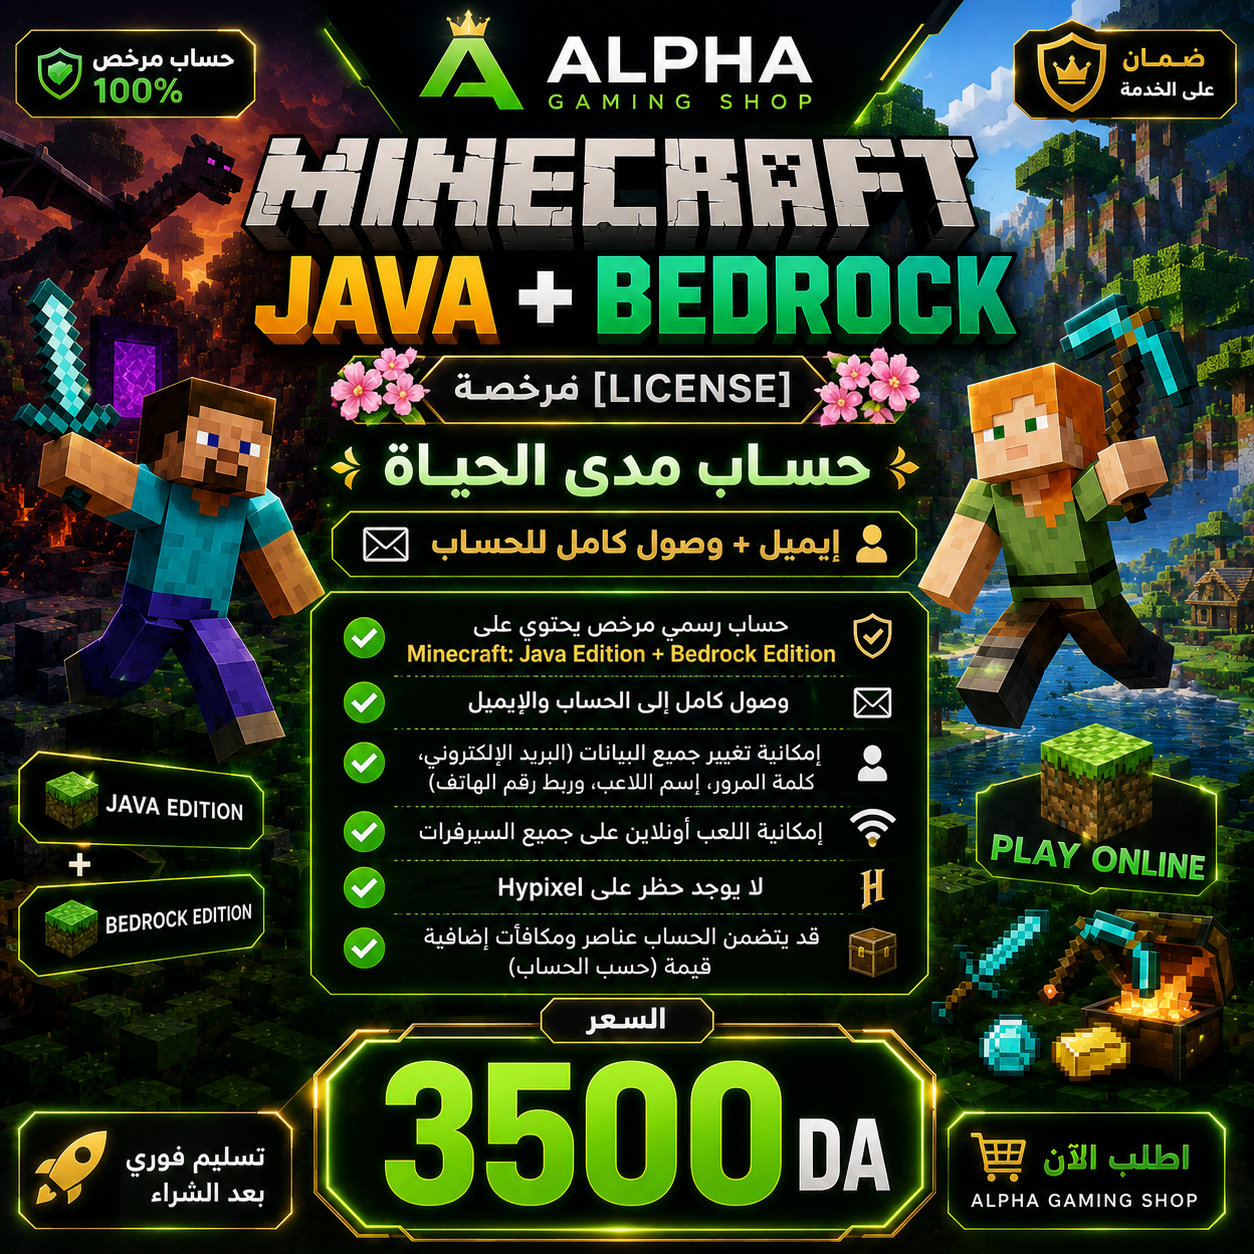 حساب مرخص
100%
ALPHA
GAMING SHOP
ضمان
على الخدمة
MINECRAFT
JAVA + BEDROCK
مرخصة [LICENSE]
حساب مدى الحياة
إيميل + وصول كامل للحساب
حساب رسمي مرخص يحتوي على
Minecraft: Java Edition + Bedrock Edition
وصول كامل إلى الحساب والإيميل
إمكانية تغيير جميع البيانات (البريد الإلكتروني،
كلمة المرور، إسم اللاعب، وربط رقم الهاتف)
إمكانية اللعب أونلاين على جميع السيرفرات
لا يوجد حظر على Hypixel
قد يتضمن الحساب عناصر ومكافآت إضافية
قيمة (حسب الحساب)
JAVA EDITION
+
BEDROCK EDITION
PLAY ONLINE
السعر
3500 DA
تسليم فوري
بعد الشراء
اطلب الآن
ALPHA GAMING SHOP